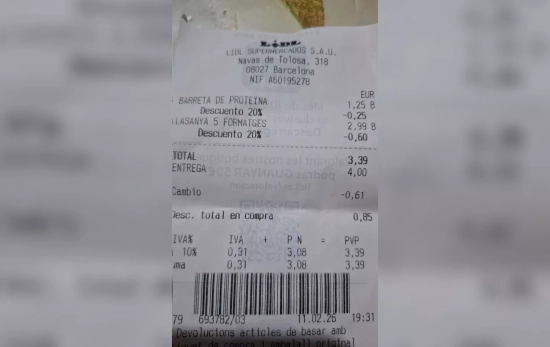 LiDL
LIDL SUPERMERCADOS S.A.U.
Navas de Tolosa, 318
08027 Barcelona
NIF A60195278
EUR
BARRETA DE PROTEINA 1,25 B
Descuento 20% -0,25
LASANYA 5 FORMATGES 2,99 B
Descuento 20% -0,60
TOTAL 3,39
ENTREGA 4,00
Cambio -0,61
Desc. total en compra 0,85
IVA% IVA + P N = PVP
10% 0,31 3,08 3,39
uma 0,31 3,08 3,39
79 693782/03 11.02.26 19:31
Devolucions articles de basar amb